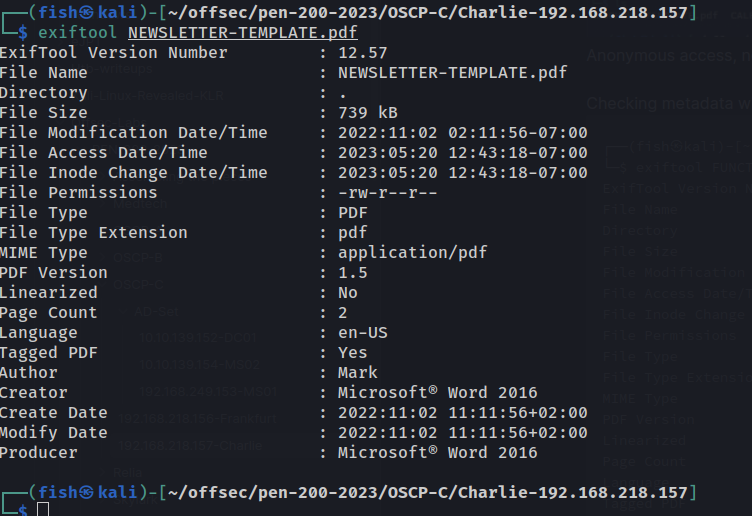 ┌──(fish㉿kali)-[~/offsec/pen-200-2023/OSCP-C/Charlie-192.168.218.157]
└─$ exiftool NEWSLETTER-TEMPLATE.pdf
ExifTool Version Number : 12.57
File Name : NEWSLETTER-TEMPLATE.pdf
Directory : .
File Size : 739 kB
File Modification Date/Time : 2022:11:02 02:11:56-07:00
File Access Date/Time : 2023:05:20 12:43:18-07:00
File Inode Change Date/Time : 2023:05:20 12:43:18-07:00
File Permissions : -rw-r--r--
File Type : PDF
File Type Extension : pdf
MIME Type : application/pdf
PDF Version : 1.5
Linearized : No
Page Count : 2
Language : en-US
Tagged PDF : Yes
Author : Mark
Creator : Microsoft® Word 2016
Create Date : 2022:11:02 11:11:56+02:00
Modify Date : 2022:11:02 11:11:56+02:00
Producer : Microsoft® Word 2016
┌──(fish㉿kali)-[~/offsec/pen-200-2023/OSCP-C/Charlie-192.168.218.157]
└─$
Anonymous access,
Checking metadata